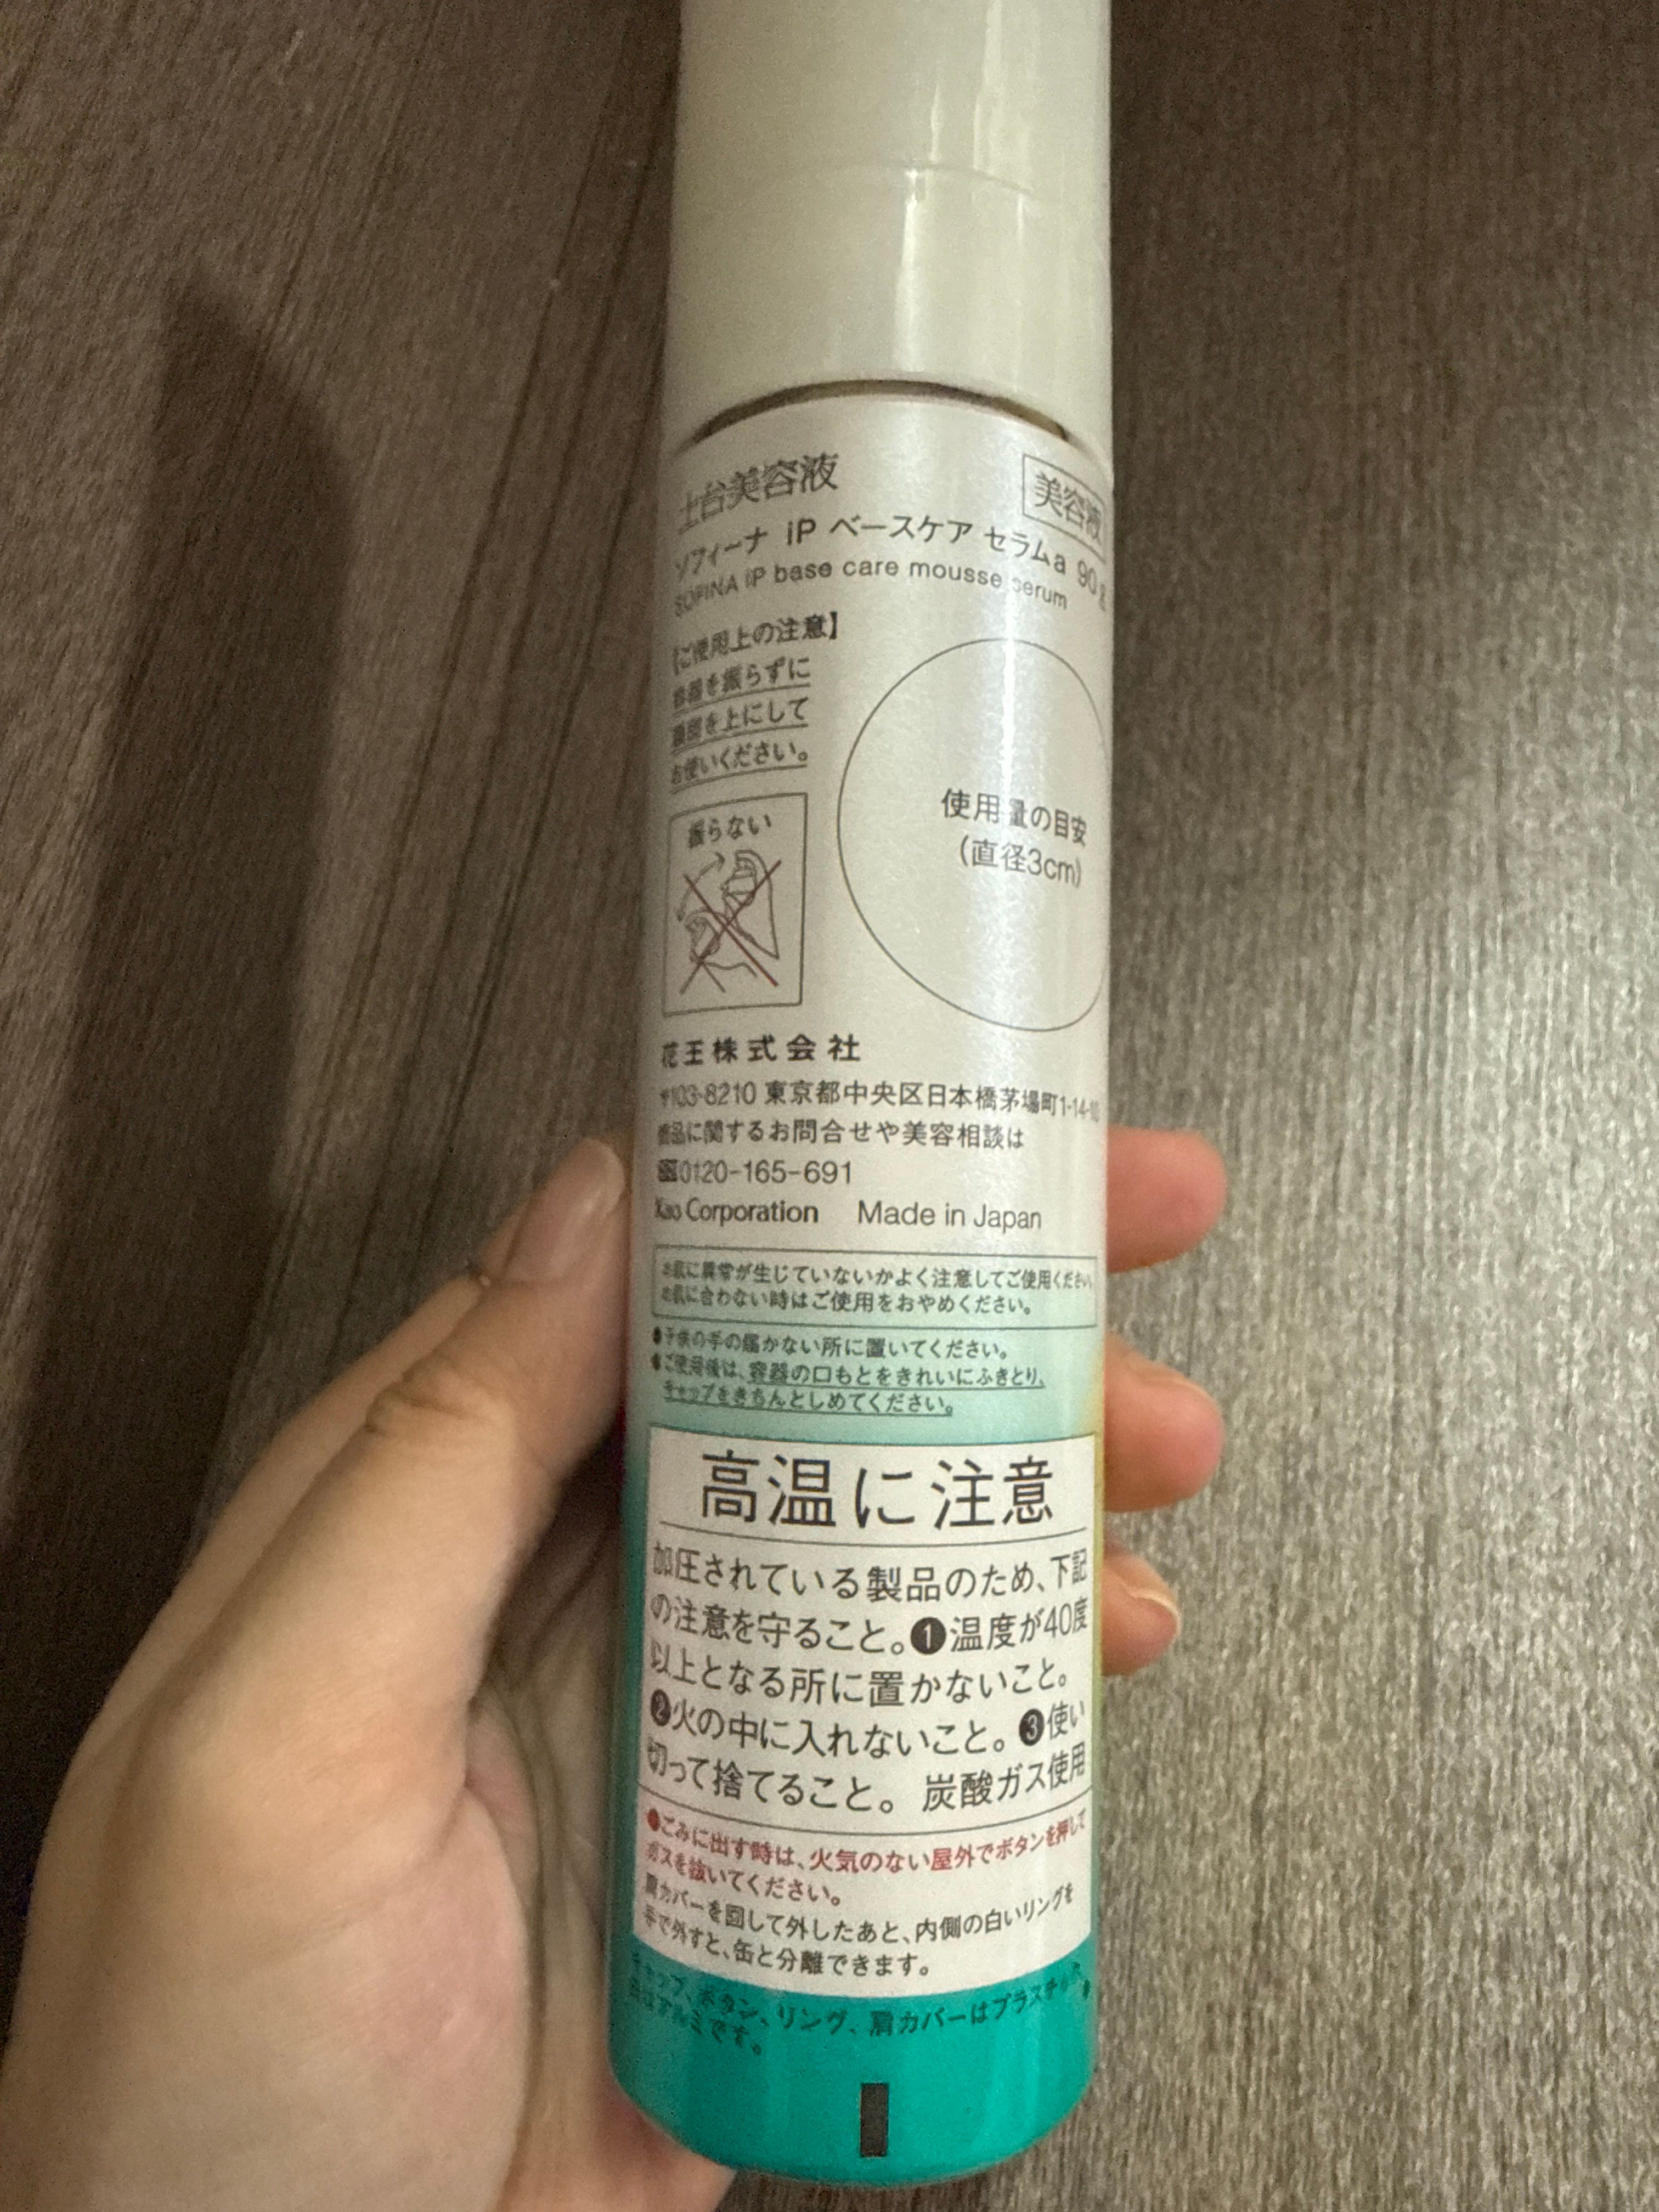 土台美容液
美容液
ソフィーナ iP ベースケア セラムa 90g
SOFINA iP base care mousse serum
【ご使用上の注意】
容器を振らずに
頭部を上にして
お使いください。
振らない
使用量の目安
(直径3cm)
花王株式会社
〒103-8210 東京都中央区日本橋茅場町1-14-10
商品に関するお問合せや美容相談は
0120-165-691
Kao Corporation Made in Japan
お肌に異常が生じていないかよく注意してご使用ください。
お肌に合わない時はご使用をおやめください。
●子供の手の届かない所に置いてください。
●ご使用後は、容器の口もとをきれいにふきとり、
キャップをきちんとしめてください。
高温に注意
加圧されている製品のため、下記
の注意を守ること。❶温度が40度
以上となる所に置かないこと。
❷火の中に入れないこと。❸使い
切って捨てること。 炭酸ガス使用
●ごみに出す時は、火気のない屋外でボタンを押して
ガスを抜いてください。
肩カバーを回して外したあと、内側の白いリングを
手で外すと、缶と分離できます。
キャップ、ボタン、リング、肩カバーはプラスチック、
缶はアルミです。